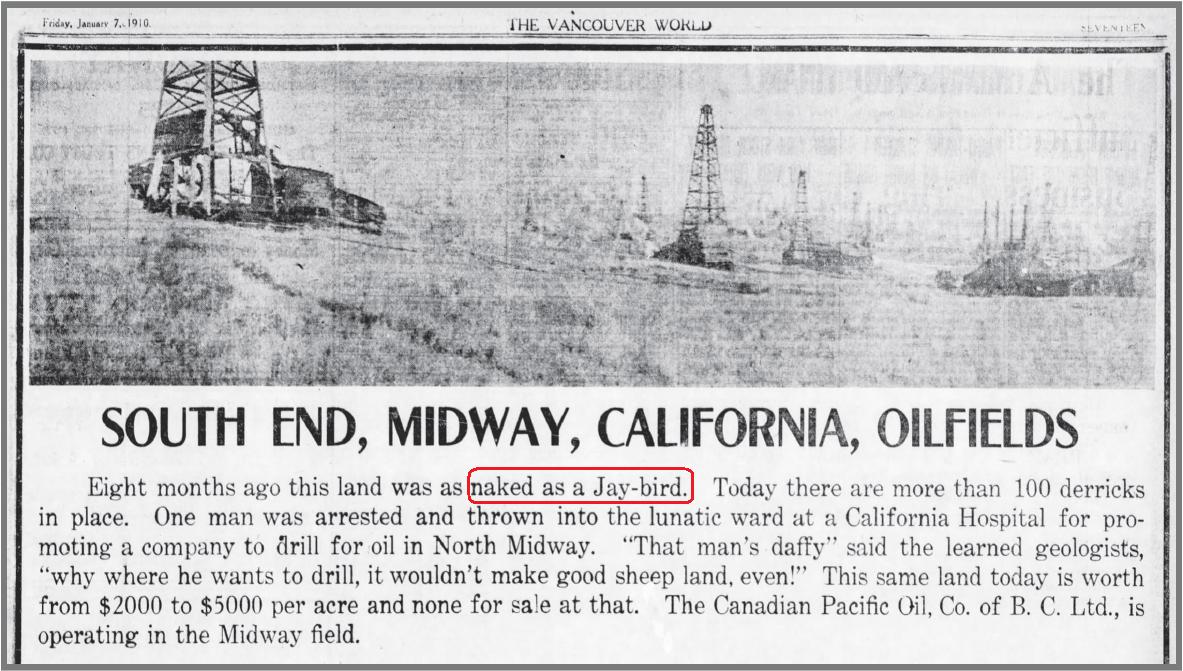 Friday, January 7, 1910.
THE VANCOUVER WORLD
SEVENTEEN
SOUTH END, MIDWAY, CALIFORNIA, OILFIELDS
Eight months ago this land was as naked as a Jay-bird. Today there are more than 100 derricks
in place. One man was arrested and thrown into the lunatic ward at a California Hospital for pro-
moting a company to drill for oil in North Midway. "That man's daffy" said the learned geologists,
"why where he wants to drill, it wouldn't make good sheep land, even!" This same land today is worth
from $2000 to $5000 per acre and none for sale at that. The Canadian Pacific Oil, Co. of B. C. Ltd., is
operating in the Midway field.